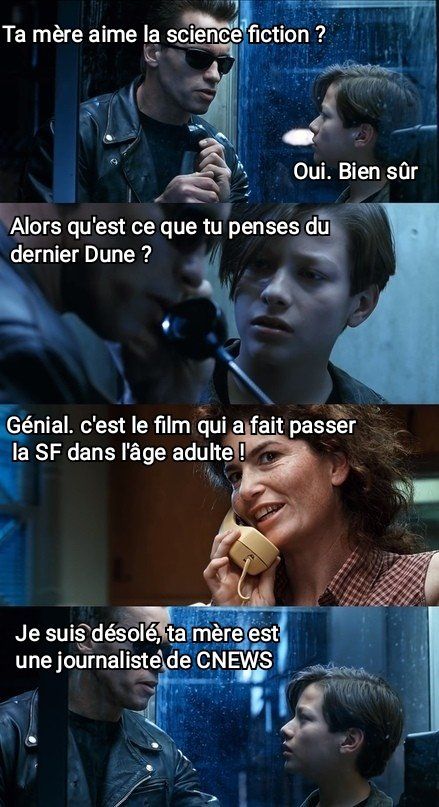 Ta mère aime la science fiction ?
Oui. Bien sûr
Alors qu'est ce que tu penses du
dernier Dune ?
Génial. c'est le film qui a fait passer
la SF dans l'âge adulte !
Je suis désolé, ta mère est
une journaliste de CNEWS